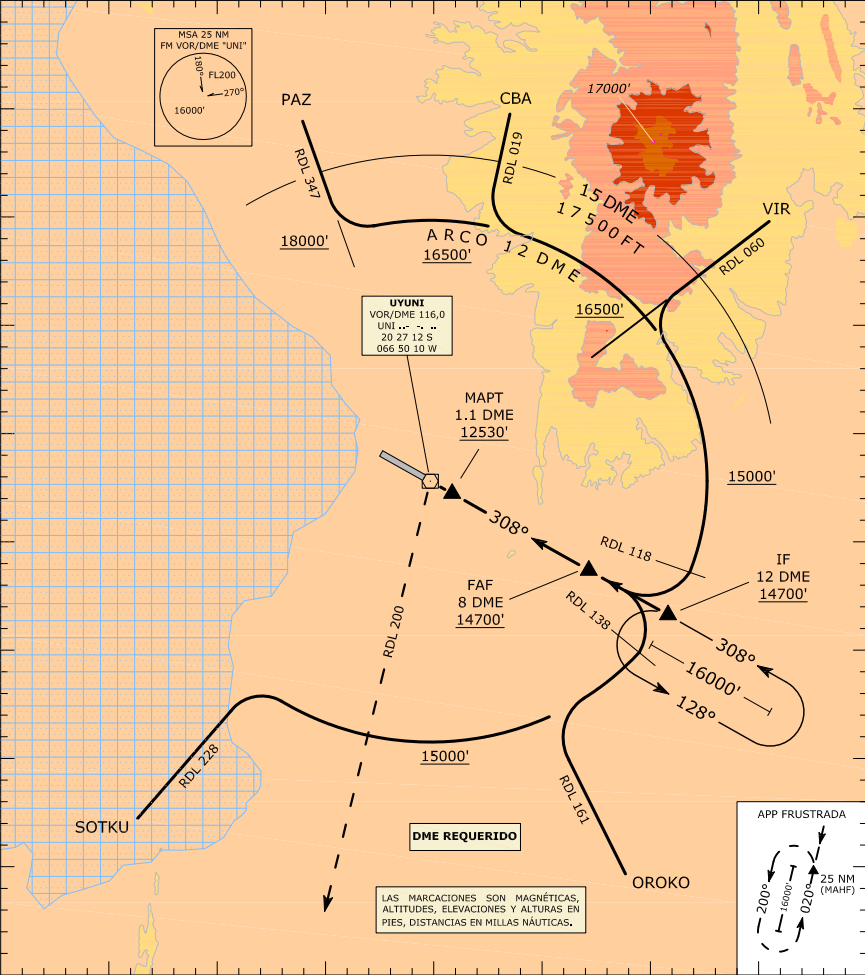 MSA 25 NM
FM VOR/DME "UNI"
180°
FL200
270°
16000'
PAZ
CBA
17000'
RDL 347
RDL 019
15 DME
17500 FT
VIR
RDL 060
18000'
ARCO 12 DME
16500'
16500'
UYUNI
VOR/DME 116,0
UNI ..- -. ..
20 27 12 S
066 50 10 W
MAPT
1.1 DME
12530'
15000'
308°
RDL 118
IF
12 DME
14700'
FAF
8 DME
14700'
RDL 138
RDL 200
308°
16000'
128°
15000'
RDL 228
SOTKU
RDL 161
OROKO
DME REQUERIDO
LAS MARCACIONES SON MAGNÉTICAS,
ALTITUDES, ELEVACIONES Y ALTURAS EN
PIES, DISTANCIAS EN MILLAS NÁUTICAS.
APP FRUSTRADA
25 NM
(MAHF)
200°
16000'
020°